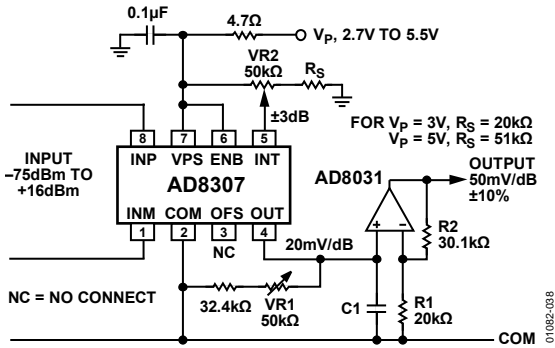 0.1µF
4.7Ω
VP, 2.7V TO 5.5V
VR2
50kΩ
RS
±3dB
FOR VP = 3V, RS = 20kΩ
VP = 5V, RS = 51kΩ
8 7 6 5
INP VPS ENB INT
INPUT
–75dBm TO
+16dBm
AD8307
INM COM OFS OUT
1 2 3 4
NC
AD8031
OUTPUT
50mV/dB
±10%
+ –
20mV/dB
R2
30.1kΩ
NC = NO CONNECT
32.4kΩ
VR1
50kΩ
C1
R1
20kΩ
COM
01082-038